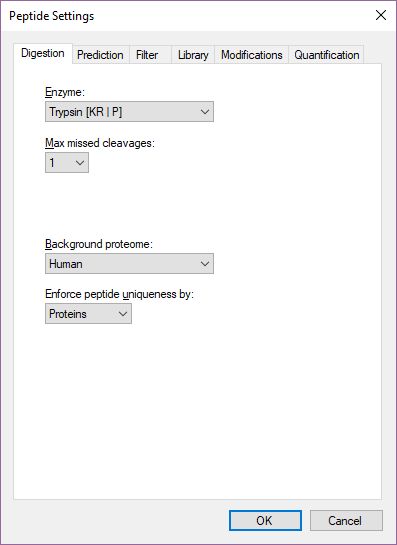 Peptide Settings
Digestion Prediction Filter Library Modifications Quantification
Enzyme:
Trypsin [KR | P]
Max missed cleavages:
1
Background proteome:
Human
Enforce peptide uniqueness by:
Proteins
OK Cancel